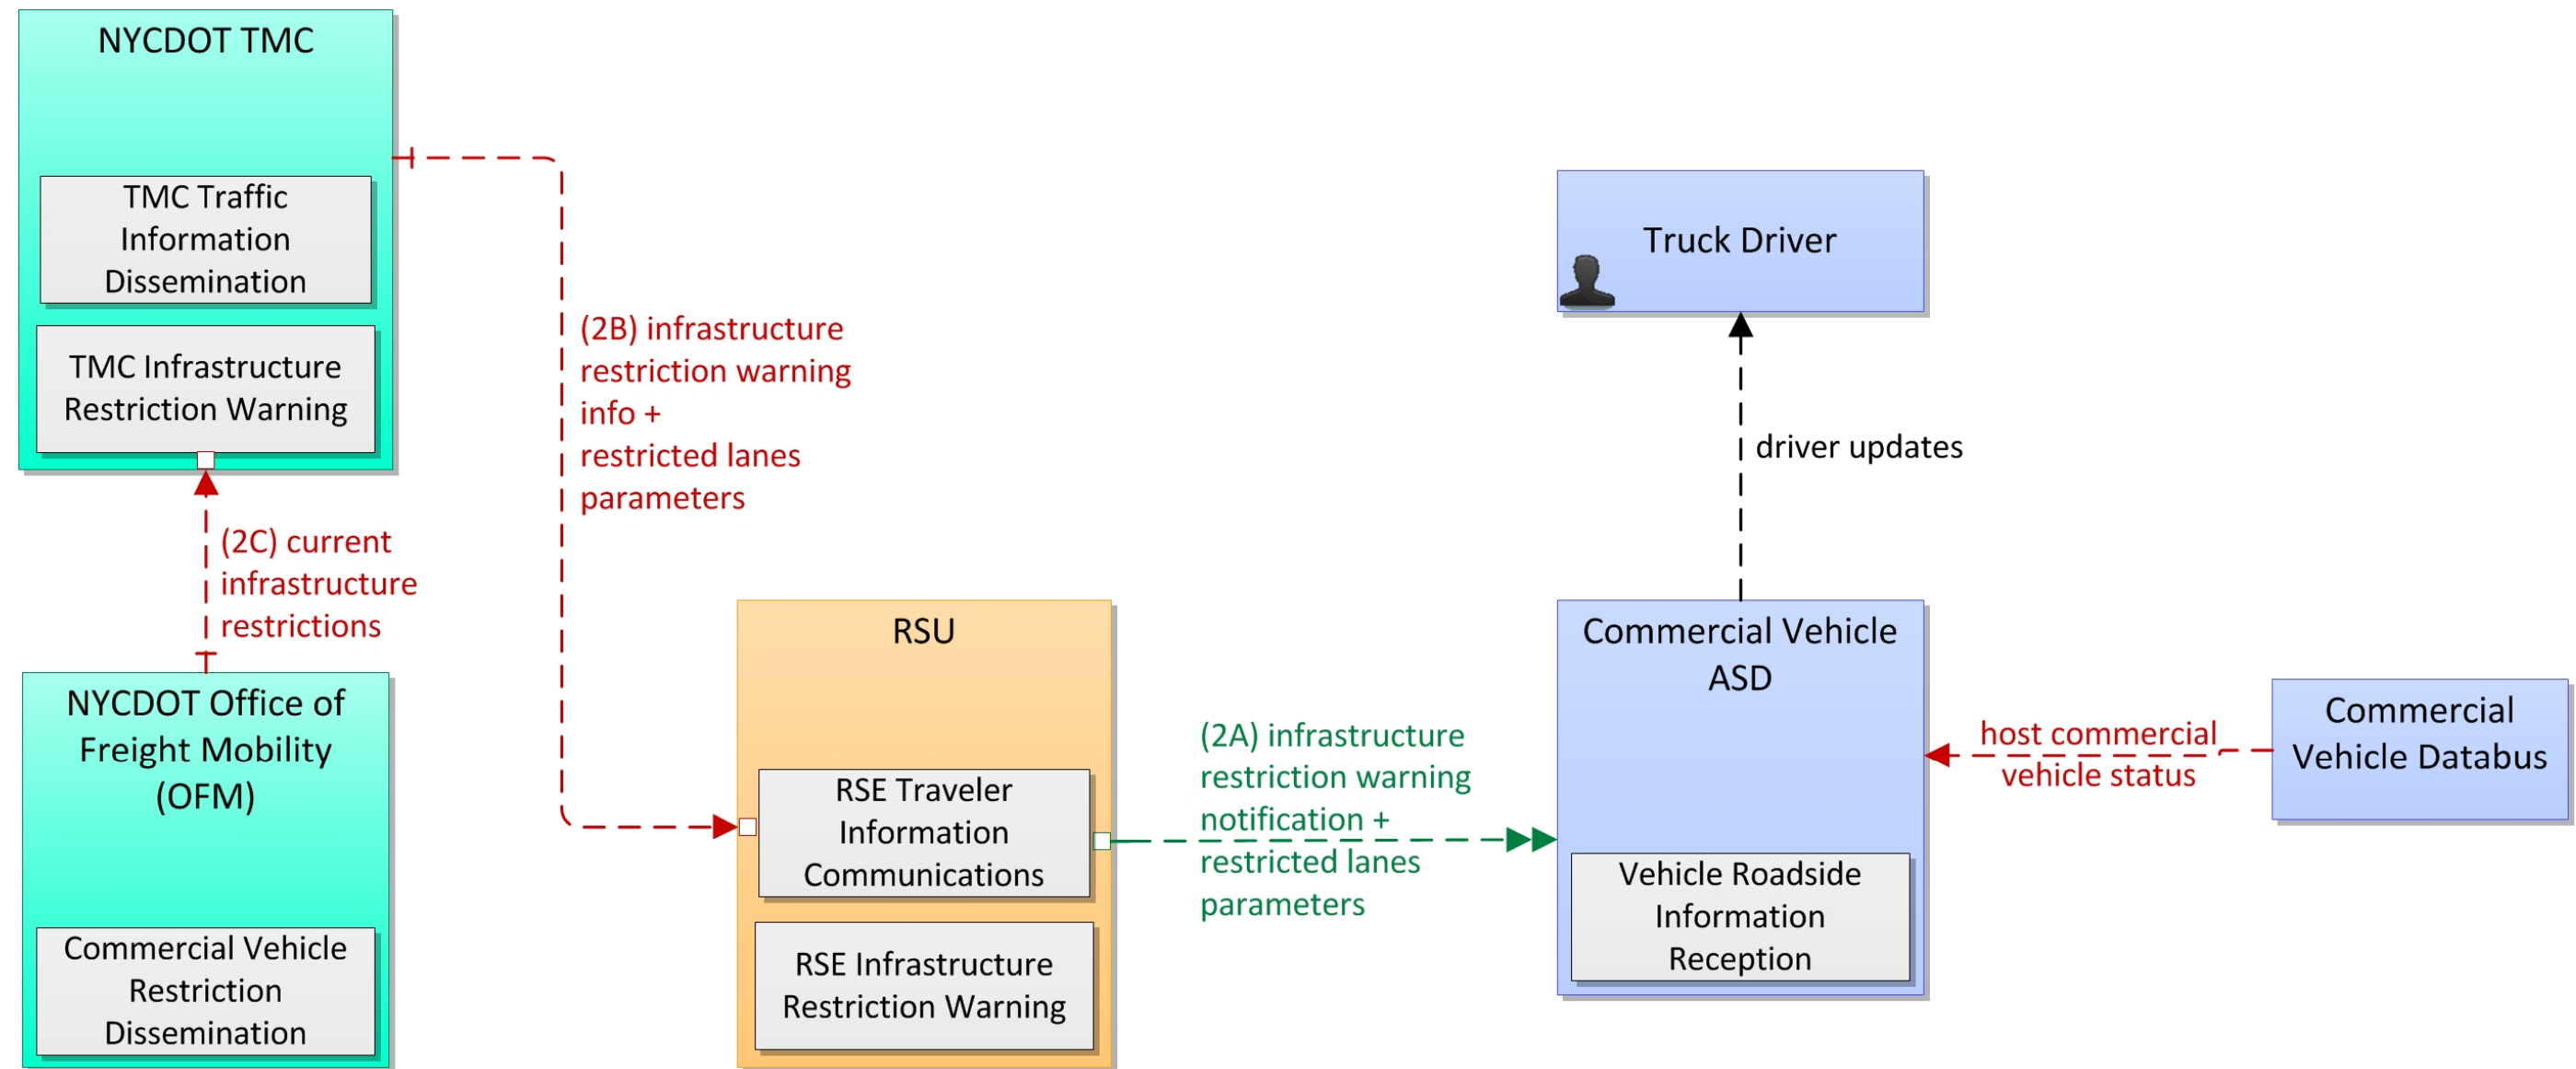 NYCDOT TMC
TMC Traffic
Information
Dissemination
TMC Infrastructure
Restriction Warning
(2C) current
infrastructure
restrictions
NYCDOT Office of
Freight Mobility
(OFM)
Commercial Vehicle
Restriction
Dissemination
(2B) infrastructure
restriction warning
info +
restricted lanes
parameters
RSU
RSE Traveler
Information
Communications
RSE Infrastructure
Restriction Warning
(2A) infrastructure
restriction warning
notification +
restricted lanes
parameters
Truck Driver
driver updates
Commercial Vehicle
ASD
Vehicle Roadside
Information
Reception
host commercial
vehicle status
Commercial
Vehicle Databus